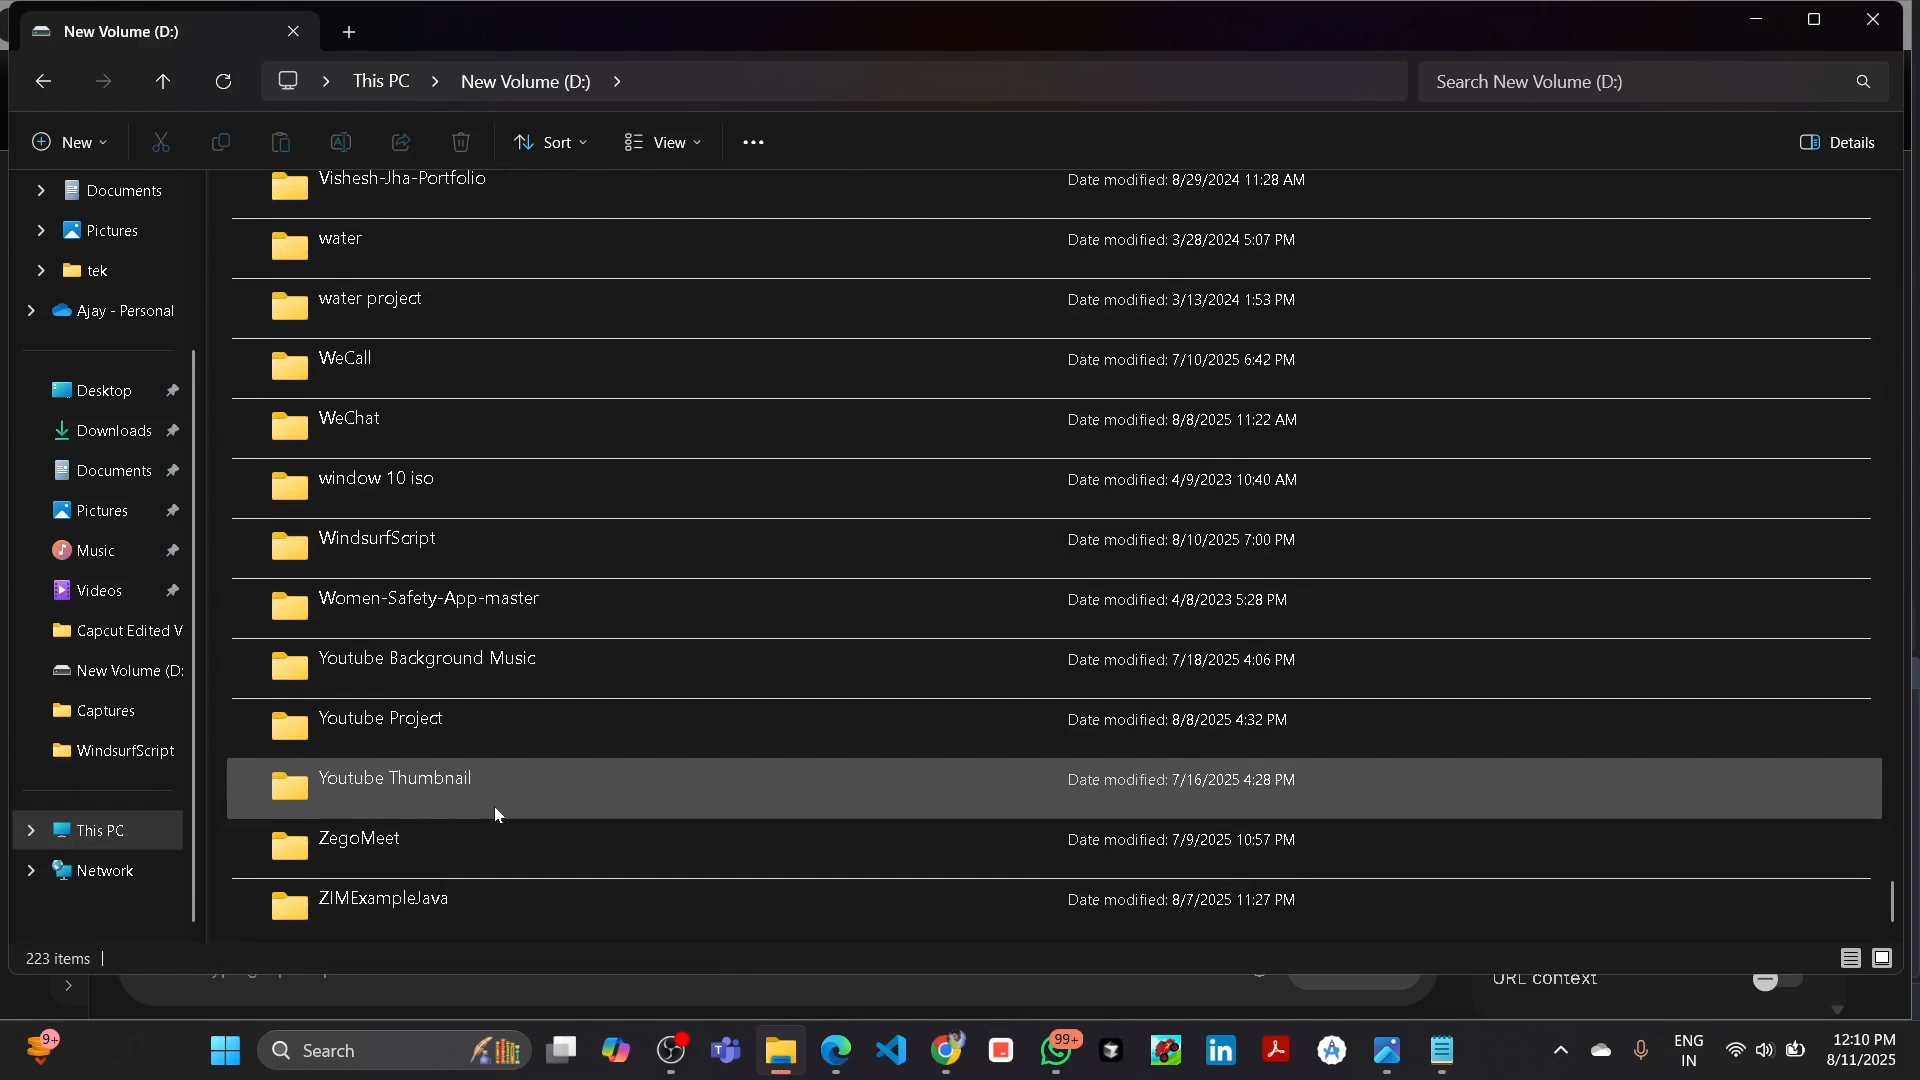 New Volume (D:)
This PC
New Volume (D:)
Search New Volume (D:)
New
Sort
View
Details
Documents
Pictures
tek
Ajay - Personal
Desktop
Downloads
Documents
Pictures
Music
Videos
Capcut Edited V
New Volume (D:
Captures
WindsurfScript
This PC
Network
Vishesh-Jha-Portfolio Date modified: 8/29/2024 11:28 AM
water Date modified: 3/28/2024 5:07 PM
water project Date modified: 3/13/2024 1:53 PM
WeCall Date modified: 7/10/2025 6:42 PM
WeChat Date modified: 8/8/2025 11:22 AM
window 10 iso Date modified: 4/9/2023 10:40 AM
WindsurfScript Date modified: 8/10/2025 7:00 PM
Women-Safety-App-master Date modified: 4/8/2023 5:28 PM
Youtube Background Music Date modified: 7/18/2025 4:06 PM
Youtube Project Date modified: 8/8/2025 4:32 PM
Youtube Thumbnail Date modified: 7/16/2025 4:28 PM
ZegoMeet Date modified: 7/9/2025 10:57 PM
ZIMExampleJava Date modified: 8/7/2025 11:27 PM
223 items
URL context
9+
Search
99+
ENG
IN
12:10 PM
8/11/2025